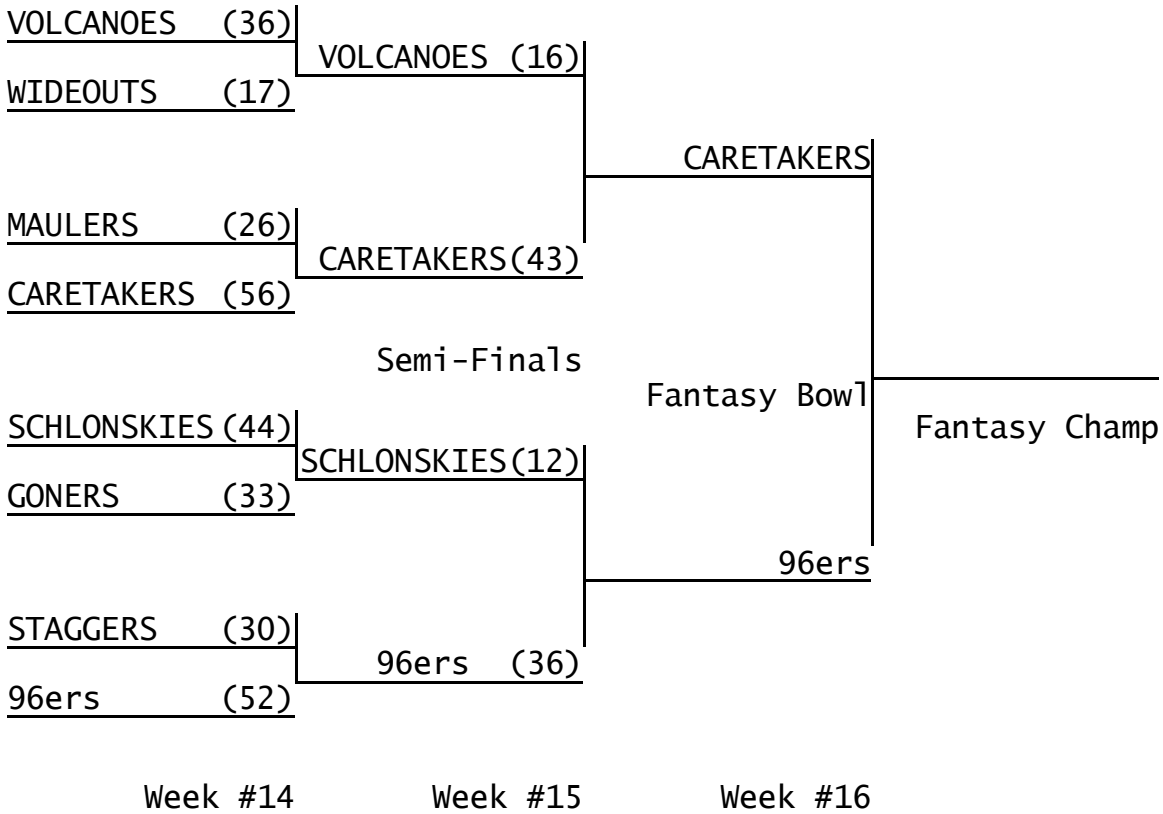 VOLCANOES (36)
VOLCANOES (16)
WIDEOUTS (17)
CARETAKERS
MAULERS (26)
CARETAKERS(43)
CARETAKERS (56)
Semi-Finals
Fantasy Bowl
SCHLONSKIES (44)
Fantasy Champ
SCHLONSKIES(12)
GONERS (33)
96ers
STAGGERS (30)
96ers (36)
96ers (52)
Week #14 Week #15 Week #16